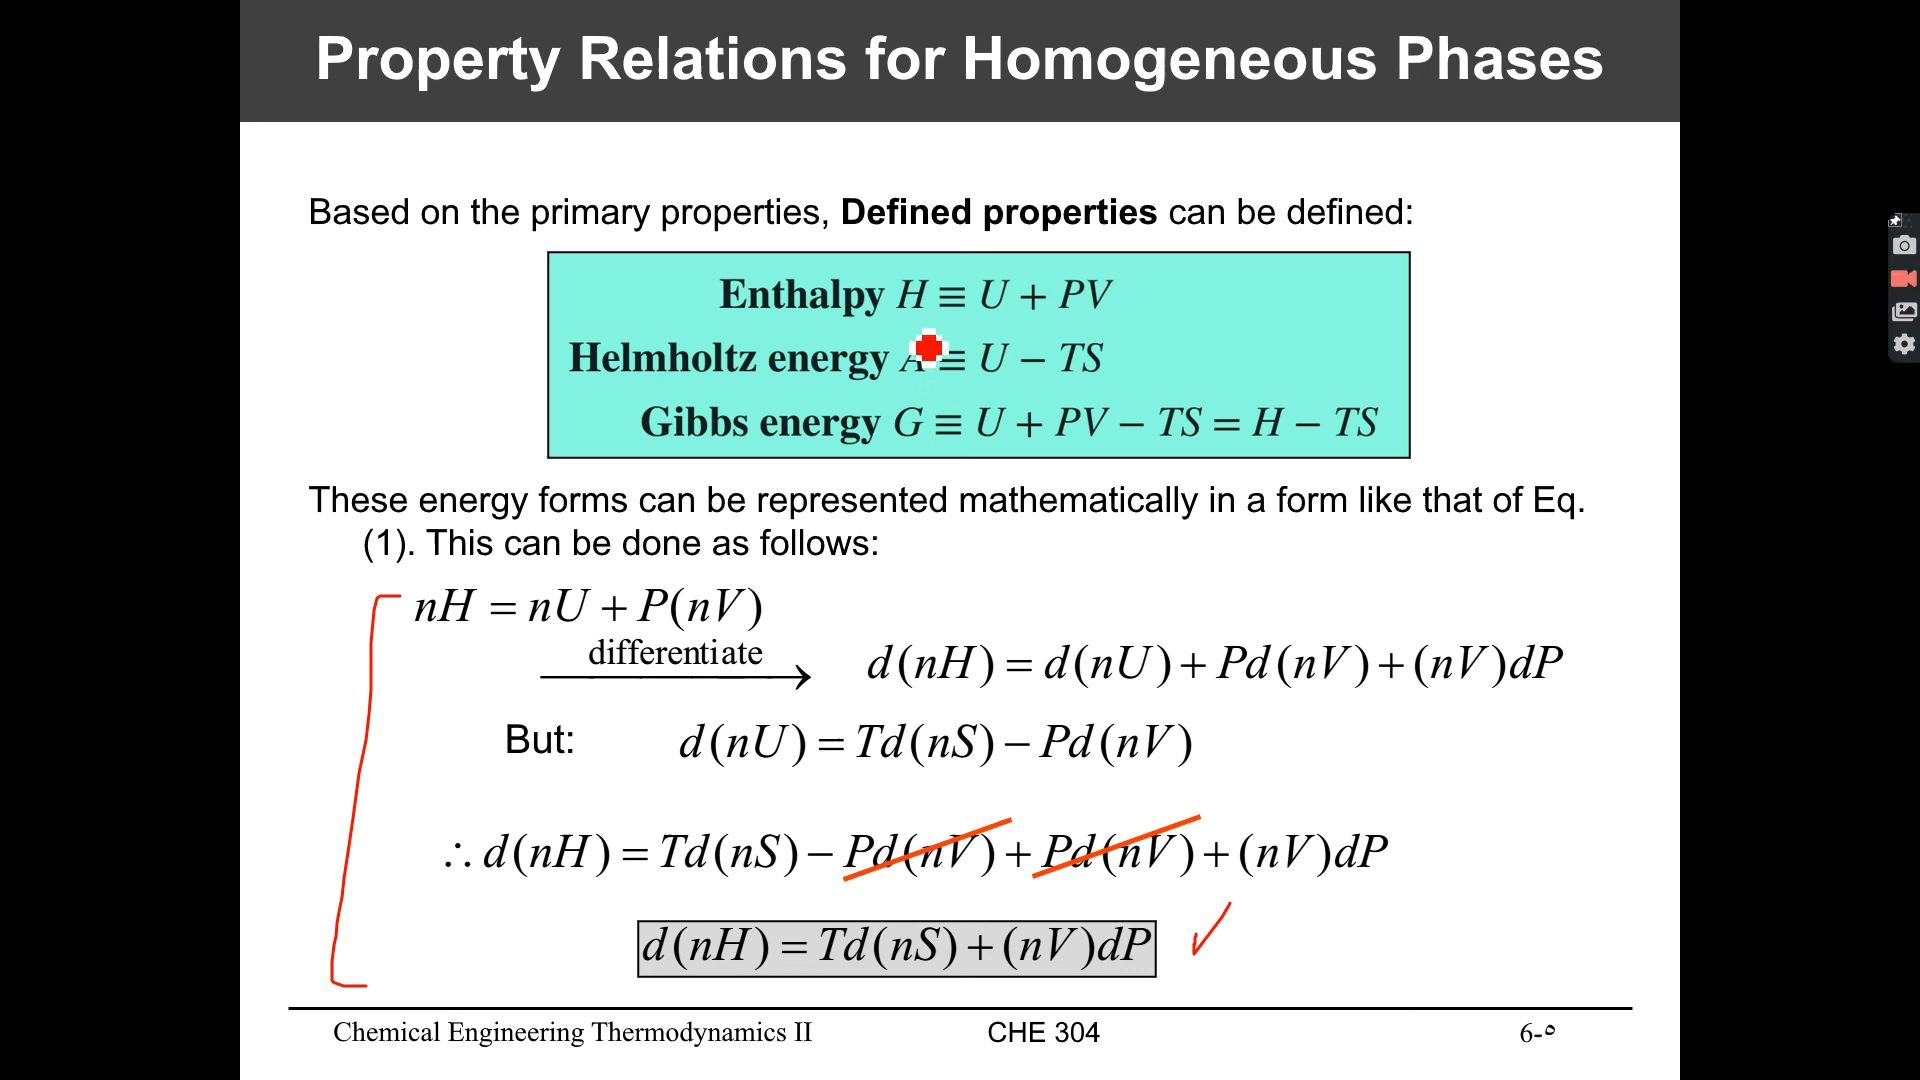 Property Relations for Homogeneous Phases
Based on the primary properties, Defined properties can be defined:
Enthalpy H ≡ U + PV
Helmholtz energy A ≡ U − TS
Gibbs energy G ≡ U + PV − TS = H − TS
These energy forms can be represented mathematically in a form like that of Eq.
(1). This can be done as follows:
nH = nU + P(nV)
differentiate
d(nH) = d(nU) + Pd(nV) + (nV)dP
But: d(nU) = Td(nS) − Pd(nV)
∴ d(nH) = Td(nS) − Pd(nV) + Pd(nV) + (nV)dP
d(nH) = Td(nS) + (nV)dP
Chemical Engineering Thermodynamics II CHE 304 6-٥